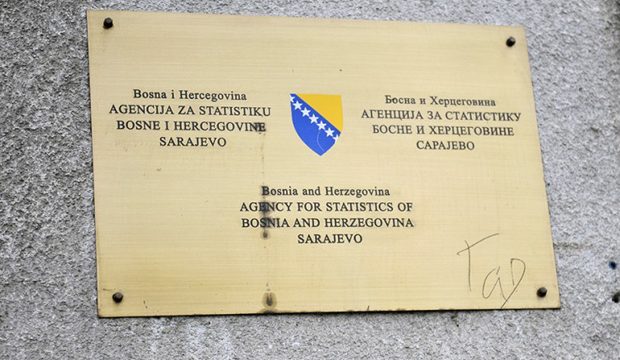 Bosna i Hercegovina
AGENCIJA ZA STATISTIKU
BOSNE I HERCEGOVINE
SARAJEVO
Босна и Херцеговина
АГЕНЦИЈА ЗА СТАТИСТИКУ
БОСНЕ И ХЕРЦЕГОВИНЕ
САРАЈЕВО
Bosnia and Herzegovina
AGENCY FOR STATISTICS OF
BOSNIA AND HERZEGOVINA
SARAJEVO